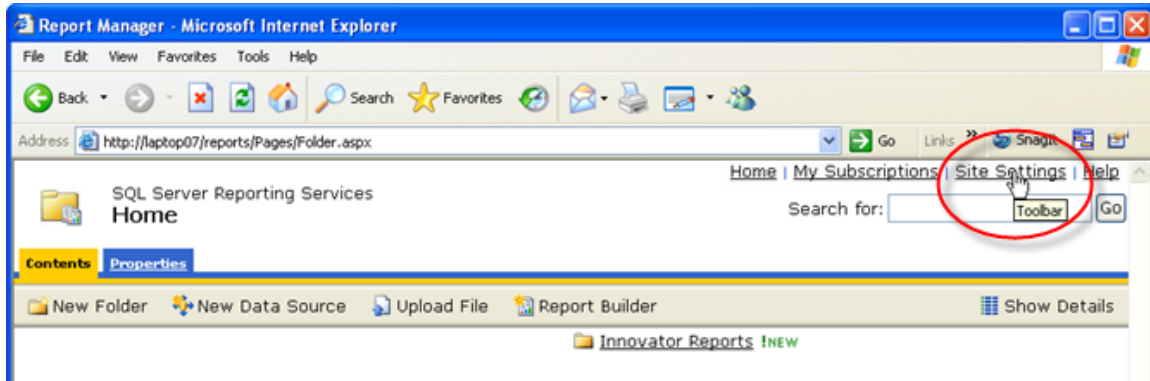 Report Manager - Microsoft Internet Explorer
File Edit View Favorites Tools Help
Back Search Favorites
Address http://laptop07/reports/Pages/Folder.aspx Go Links » SnagIt
Home | My Subscriptions | Site Settings | Help
SQL Server Reporting Services
Home
Search for: Go
Toolbar
Contents Properties
New Folder New Data Source Upload File Report Builder Show Details
Innovator Reports !NEW